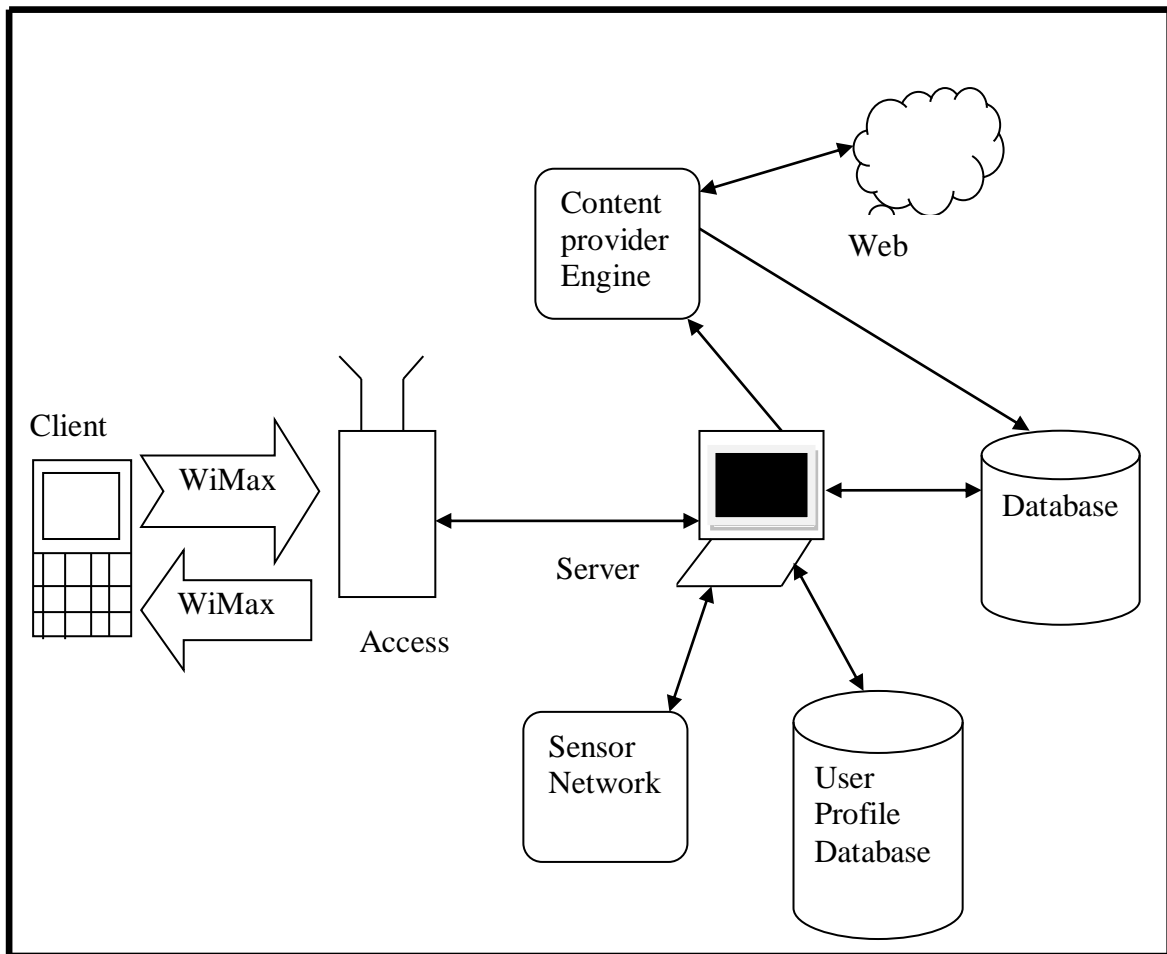 Content
provider
Engine
Web
Client
WiMax
WiMax
Access
Server
Database
Sensor
Network
User
Profile
Database